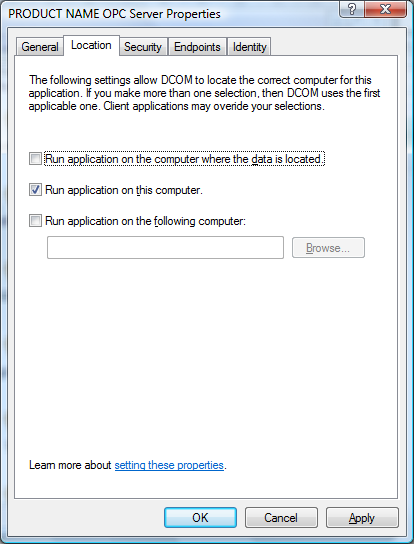 PRODUCT NAME OPC Server Properties
General Location Security Endpoints Identity
The following settings allow DCOM to locate the correct computer for this
application. If you make more than one selection, then DCOM uses the first
applicable one. Client applications may overide your selections.
Run application on the computer where the data is located.
Run application on this computer.
Run application on the following computer:
Browse...
Learn more about setting these properties.
OK Cancel Apply